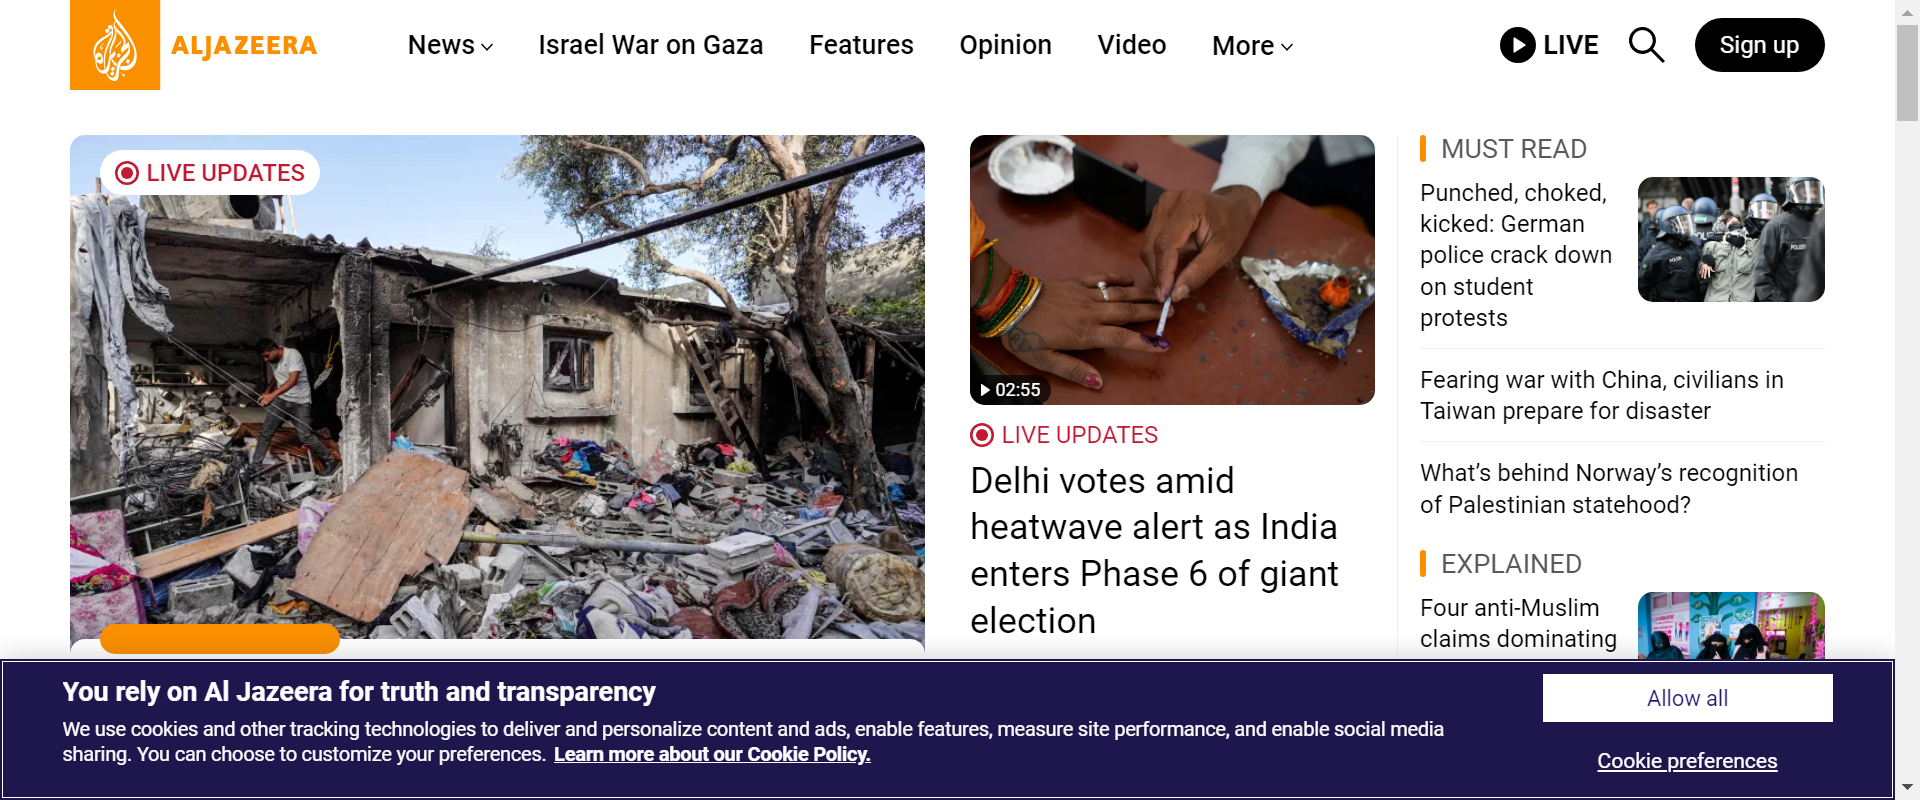 ALJAZEERA
News
Israel War on Gaza
Features
Opinion
Video
More
LIVE
Sign up
LIVE UPDATES
02:55
LIVE UPDATES
Delhi votes amid
heatwave alert as India
enters Phase 6 of giant
election
MUST READ
Punched, choked,
kicked: German
police crack down
on student
protests
Fearing war with China, civilians in
Taiwan prepare for disaster
What’s behind Norway’s recognition
of Palestinian statehood?
EXPLAINED
Four anti-Muslim
claims dominating
You rely on Al Jazeera for truth and transparency
We use cookies and other tracking technologies to deliver and personalize content and ads, enable features, measure site performance, and enable social media
sharing. You can choose to customize your preferences. Learn more about our Cookie Policy.
Allow all
Cookie preferences